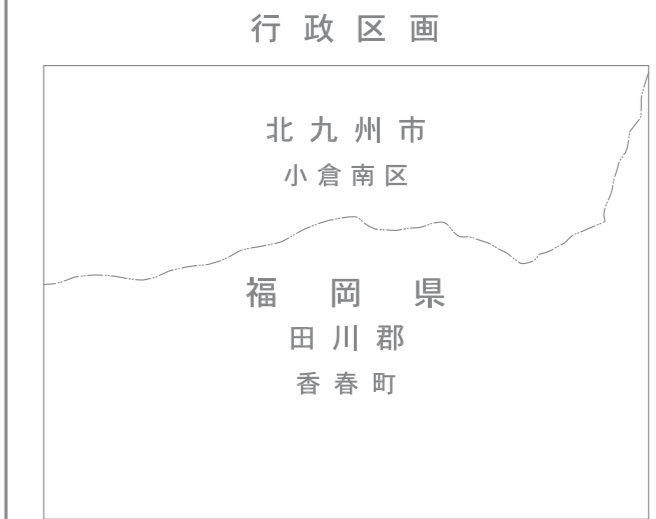 行政区画
北九州市
小倉南区
福岡県
田川郡
香春町